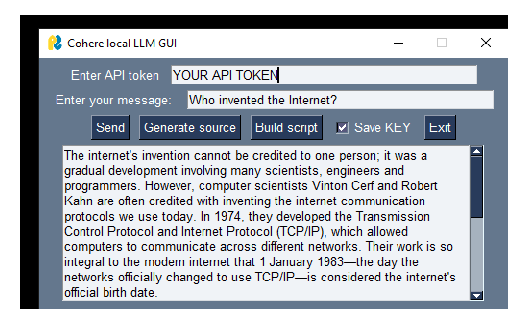 Cohere local LLM GUI
Enter API token YOUR API TOKEN
Enter your message: Who invented the Internet?
Send Generate source Build script Save KEY Exit
The internet's invention cannot be credited to one person; it was a
gradual development involving many scientists, engineers and
programmers. However, computer scientists Vinton Cerf and Robert
Kahn are often credited with inventing the internet communication
protocols we use today. In 1974, they developed the Transmission
Control Protocol and Internet Protocol (TCP/IP), which allowed
computers to communicate across different networks. Their work is so
integral to the modern internet that 1 January 1983—the day the
networks officially changed to use TCP/IP—is considered the internet's
official birth date.